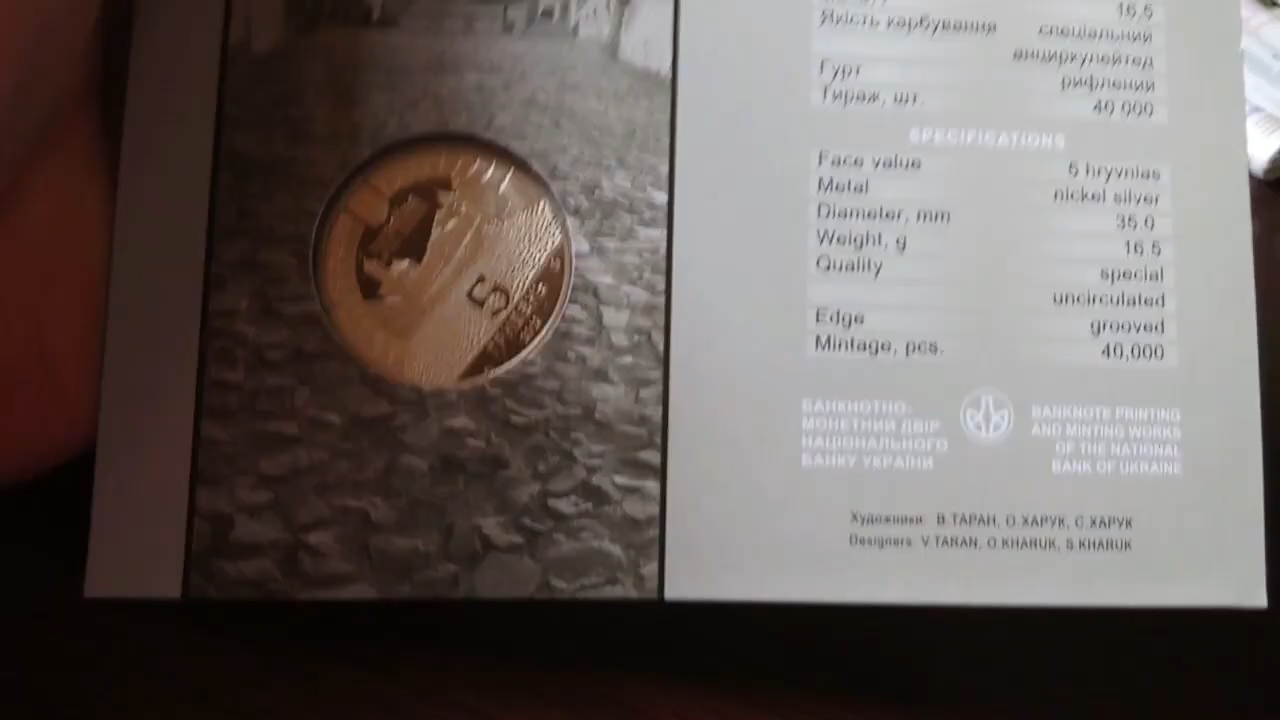 16,5
Якість карбування спеціальний
анциркулейтед
Гурт рифлений
Тираж, шт. 40 000
SPECIFICATIONS
Face value 5 hryvnias
Metal nickel silver
Diameter, mm 35.0
Weight, g 16.5
Quality special
uncirculated
Edge grooved
Mintage, pcs. 40,000
БАНКНОТНО-
МОНЕТНИЙ ДВІР
НАЦІОНАЛЬНОГО
БАНКУ УКРАЇНИ
BANKNOTE PRINTING
AND MINTING WORKS
OF THE NATIONAL
BANK OF UKRAINE
Художники: В.ТАРАН, О.ХАРУК, С.ХАРУК
Designers: V.TARAN, O.KHARUK, S.KHARUK
5